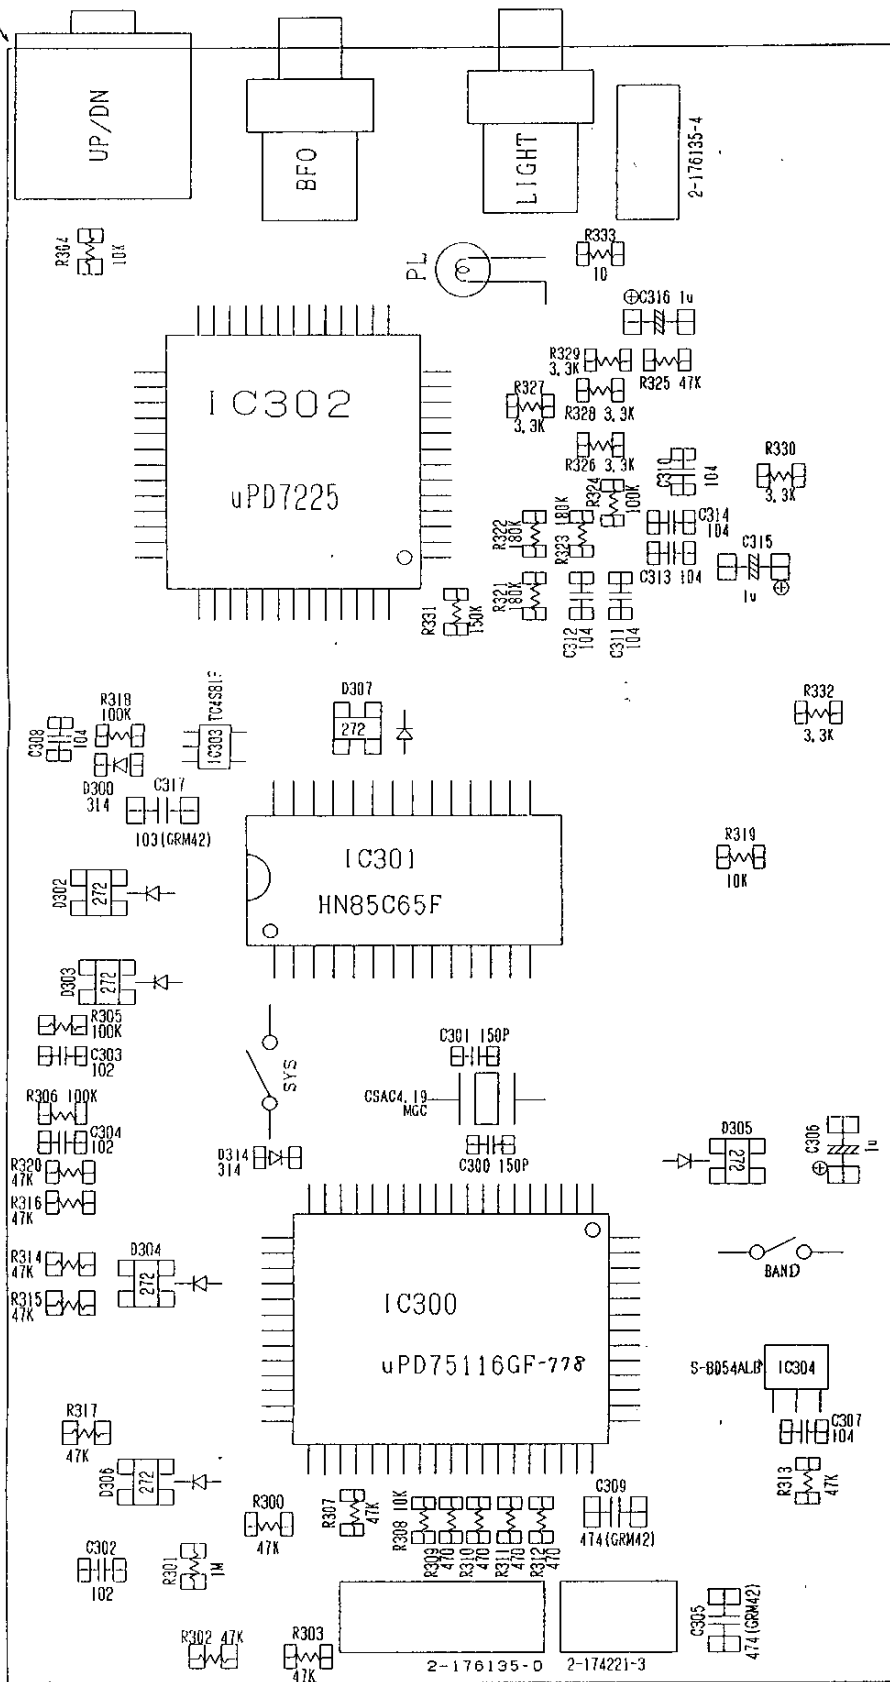 UP/DN
BFO
LIGHT
2-176135-4
R304
10K
PL
R333
10
C316 1u
R329
3.3K
R325 47K
R327
3.3K
R328 3.3K
R326 3.3K
IC302
uPD7225
C310
104
R330
3.3K
R324
100K
R322
180K
180K
R323
C314
104
C313 104
C315
1u
R321
180K
R331
150K
C312
104
C311
104
C308
104
R318
100K
D300
314
IC303
D307
272
R332
3.3K
C317
103(GRM42)
IC301
HN85C65F
R319
10K
D302
272
D303
272
R305
100K
C303
102
SYS
C301 150P
CSAC4.19
MGC
C300 150P
R306 100K
C304
102
R320
47K
R316
47K
D314
314
D305
272
C306
1u
R314
47K
R315
47K
D304
272
IC300
uPD75116GF-778
BAND
S-8054ALB
IC304
R317
47K
C307
104
R313
47K
D306
272
R300
47K
R307
47K
10K
R308
R309
470
R310
470
R311
470
R312
470
C309
474(GRM42)
C302
102
R301
1M
R302 47K
R303
47K
2-176135-0
2-174221-3
C305
474(GRM42)